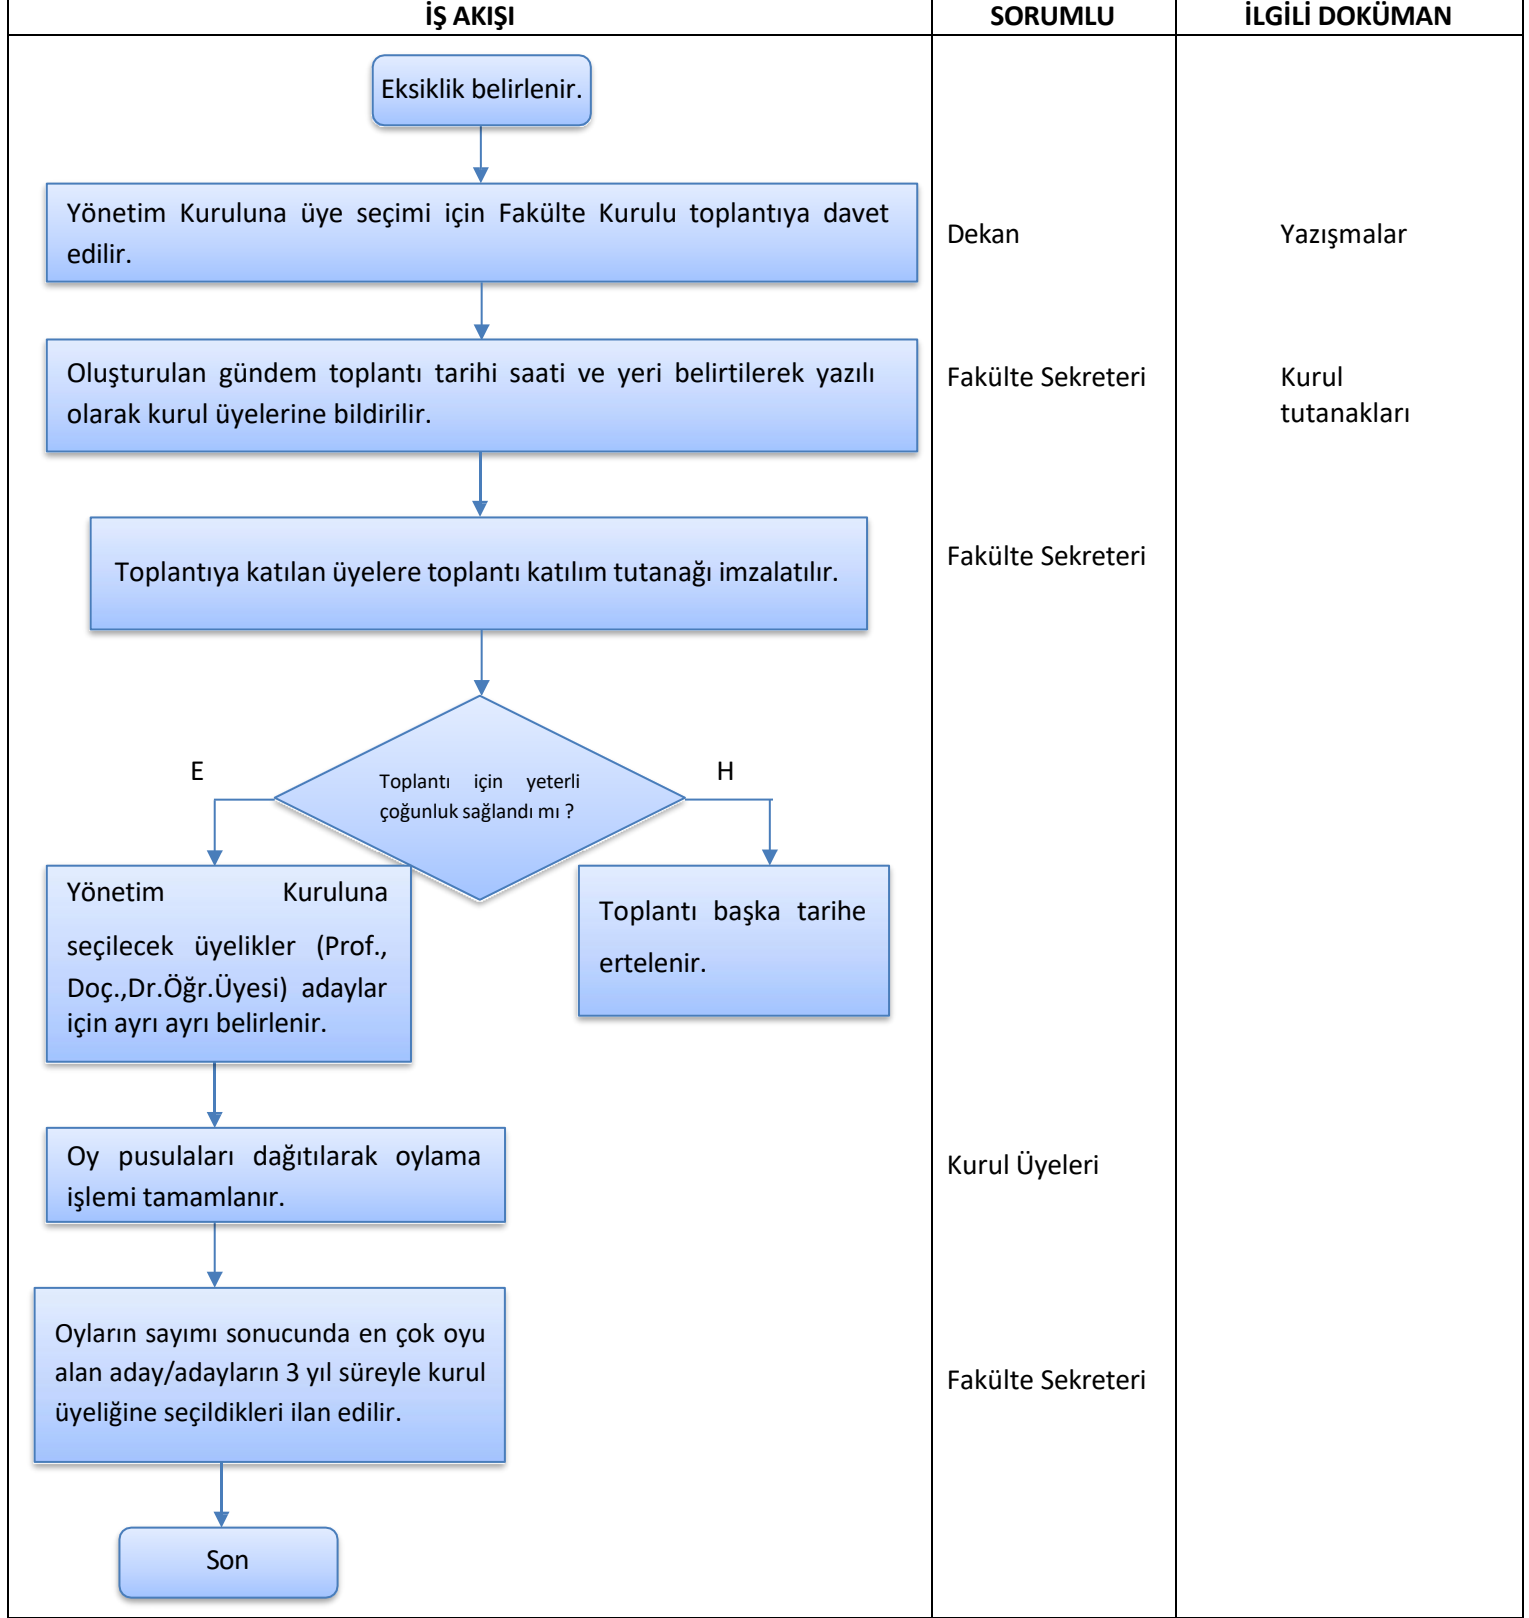 İŞ AKIŞI
SORUMLU
İLGİLİ DOKÜMAN
Eksiklik belirlenir.
Yönetim Kuruluna üye seçimi için Fakülte Kurulu toplantıya davet
edilir.
Dekan
Yazışmalar
Oluşturulan gündem toplantı tarihi saati ve yeri belirtilerek yazılı
olarak kurul üyelerine bildirilir.
Fakülte Sekreteri
Kurul
tutanakları
Toplantıya katılan üyelere toplantı katılım tutanağı imzalatılır.
Fakülte Sekreteri
E
Toplantı için yeterli
çoğunluk sağlandı mı ?
H
Yönetim Kuruluna
seçilecek üyelikler (Prof.,
Doç.,Dr.Öğr.Üyesi) adaylar
için ayrı ayrı belirlenir.
Toplantı başka tarihe
ertelenir.
Oy pusulaları dağıtılarak oylama
işlemi tamamlanır.
Kurul Üyeleri
Oyların sayımı sonucunda en çok oyu
alan aday/adayların 3 yıl süreyle kurul
üyeliğine seçildikleri ilan edilir.
Fakülte Sekreteri
Son